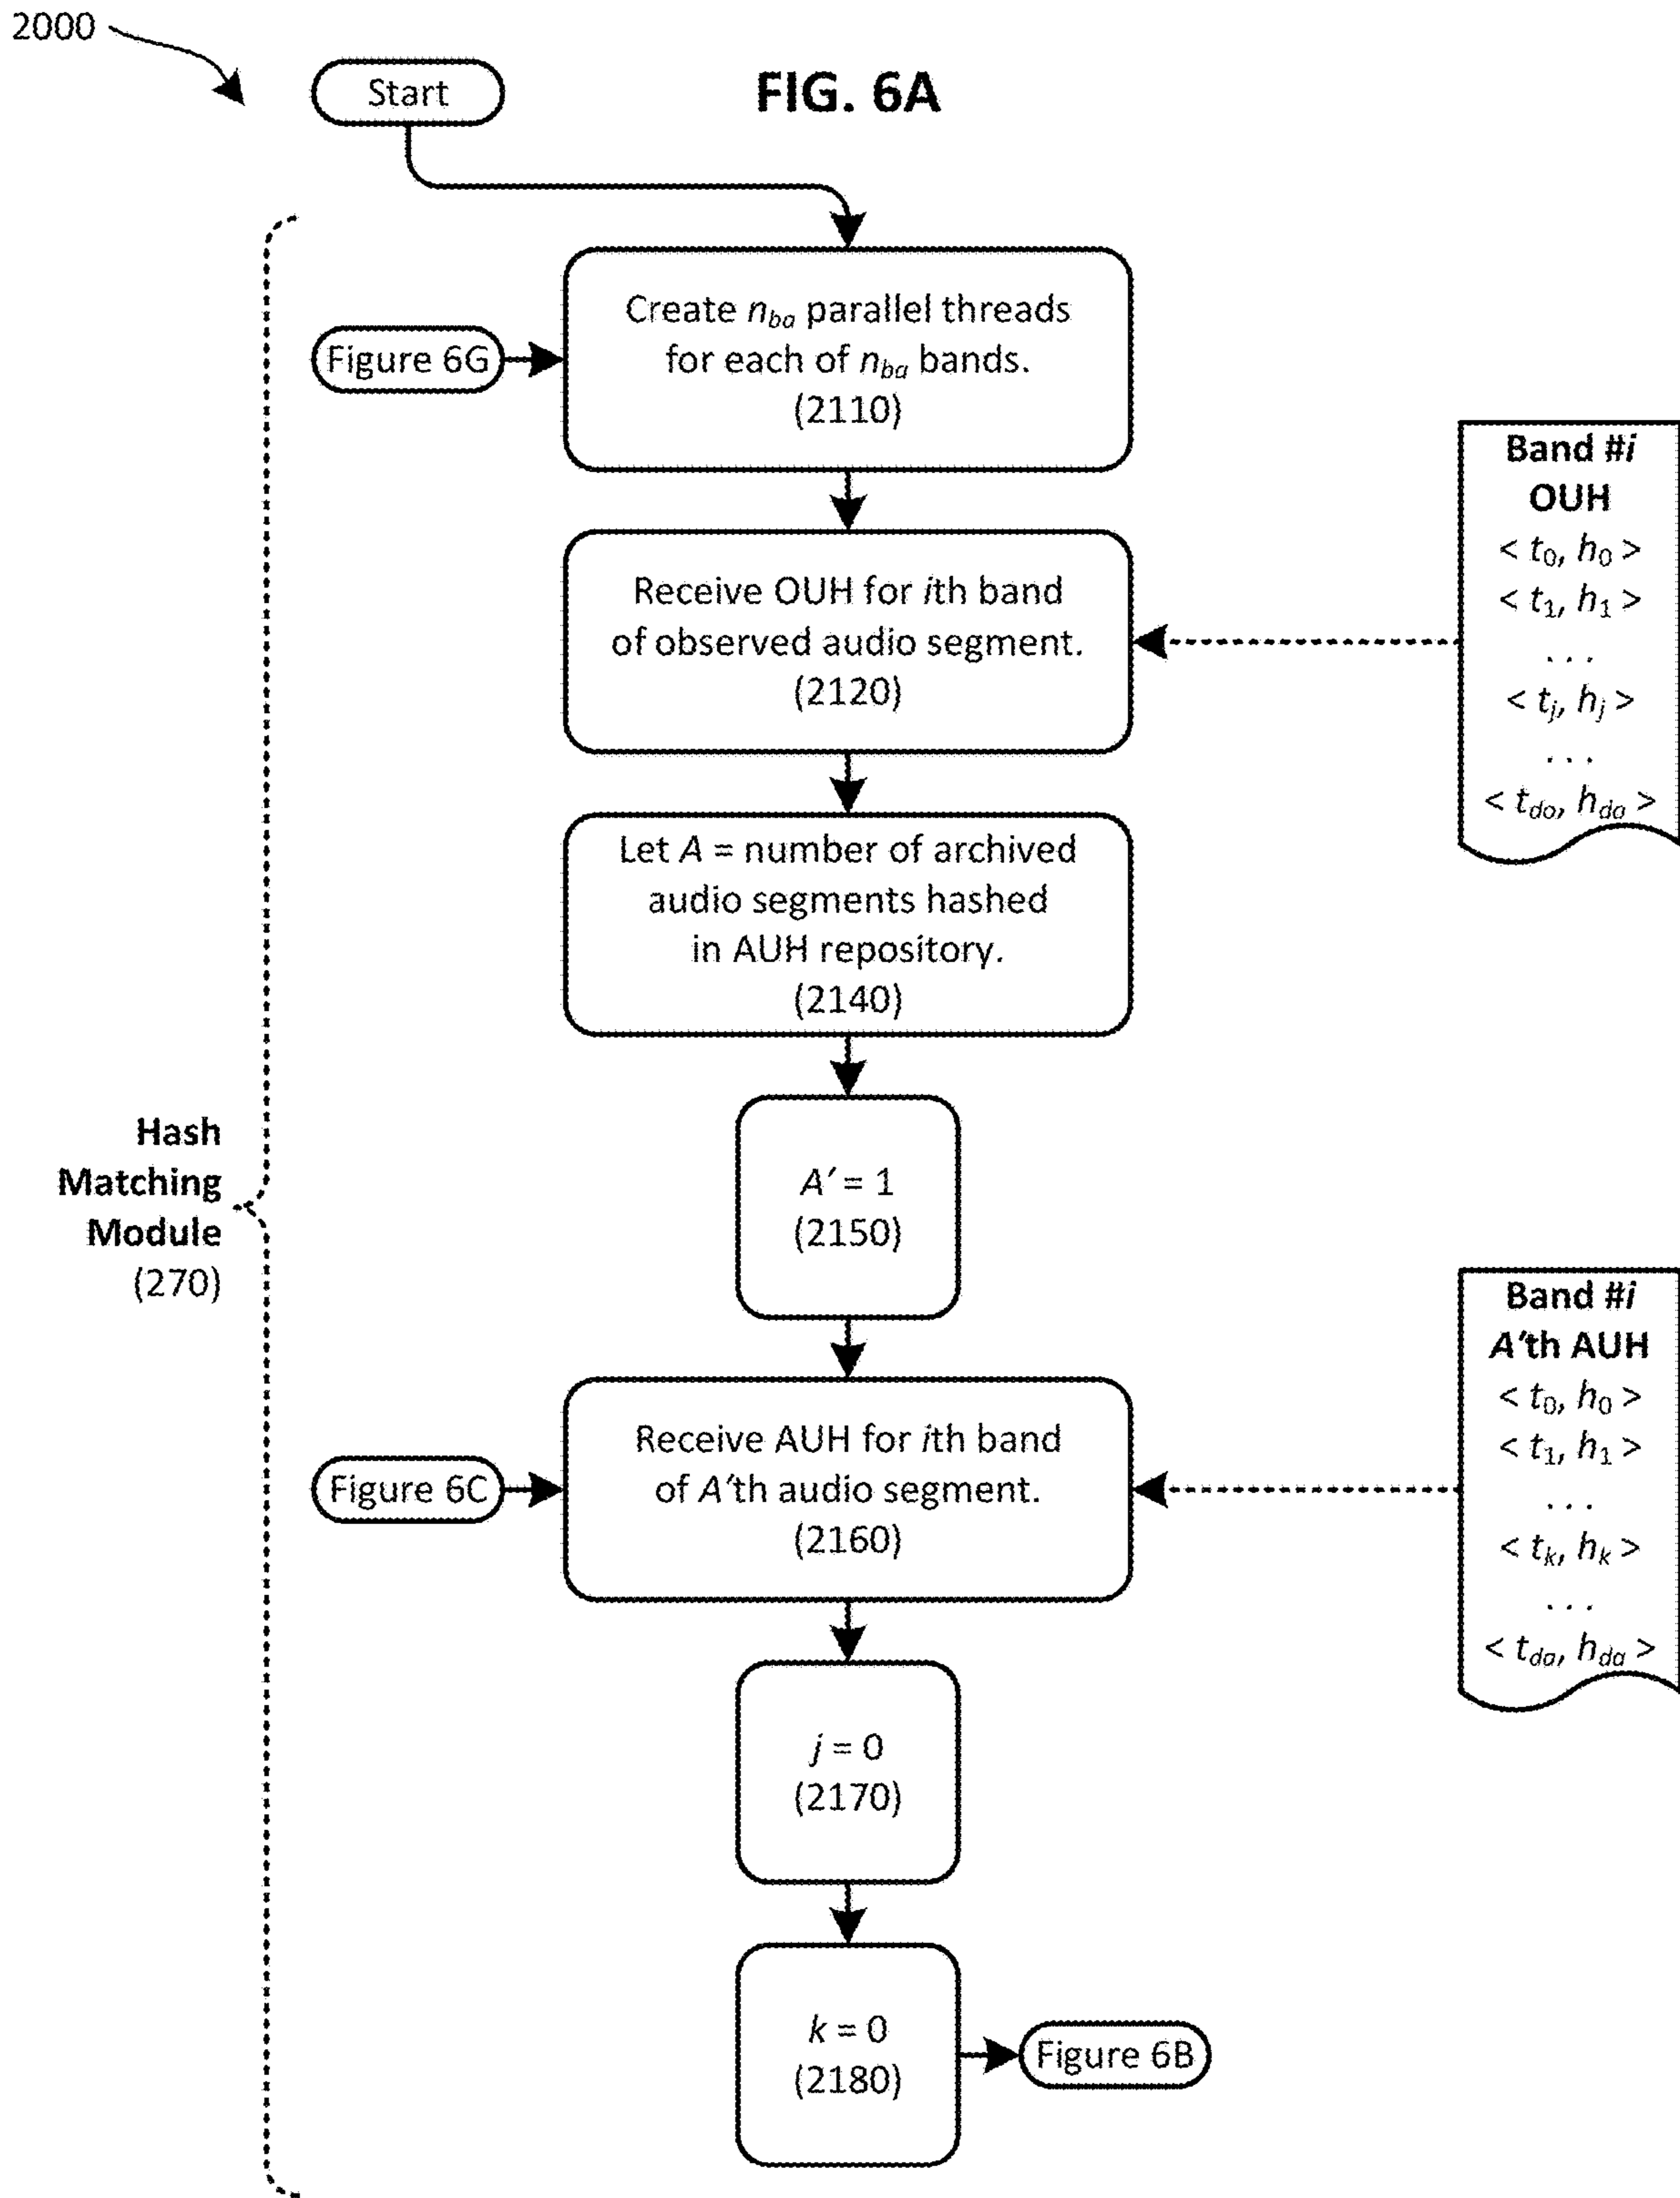 2000
Start
FIG. 6A
Create n_ba parallel threads
for each of n_ba bands.
(2110)
Figure 6G
Band #i
OUH
< t_0, h_0 >
< t_1, h_1 >
. . .
< t_j, h_j >
. . .
< t_do, h_do >
Receive OUH for ith band
of observed audio segment.
(2120)
Let A = number of archived
audio segments hashed
in AUH repository.
(2140)
A′ = 1
(2150)
Hash
Matching
Module
(270)
Band #i
A′th AUH
< t_0, h_0 >
< t_1, h_1 >
. . .
< t_k, h_k >
. . .
< t_da, h_da >
Receive AUH for ith band
of A′th audio segment.
(2160)
Figure 6C
j = 0
(2170)
k = 0
(2180)
Figure 6B